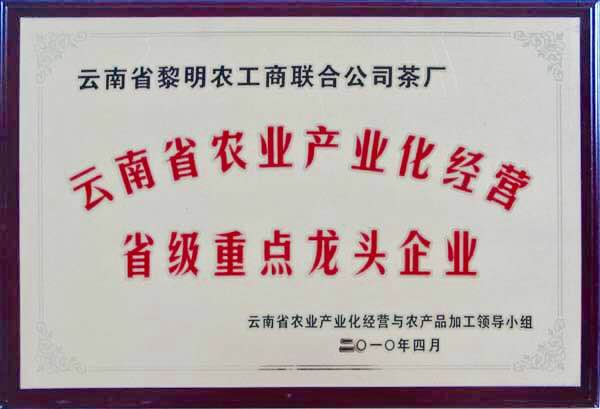 云南省黎明农工商联合公司茶厂
云南省农业产业化经营
省级重点龙头企业
云南省农业产业化经营与农产品加工领导小组
二〇一〇年四月